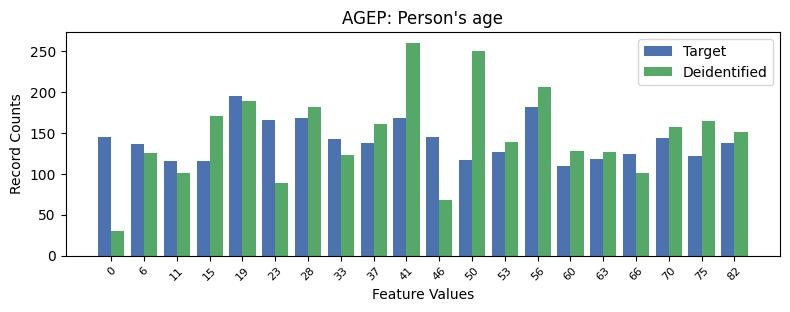 AGEP: Person's age
Target
Deidentified
Record Counts
250
200
150
100
50
0
0 6 11 15 19 23 28 33 37 41 46 50 53 56 60 63 66 70 75 82
Feature Values